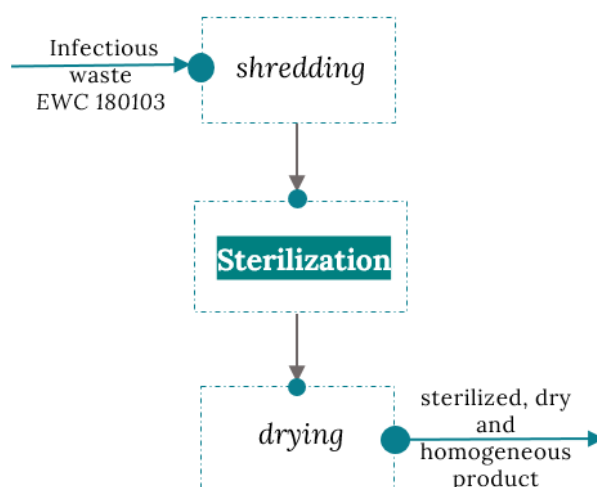 Infectious
waste
EWC 180103
shredding
Sterilization
drying
sterilized, dry
and
homogeneous
product